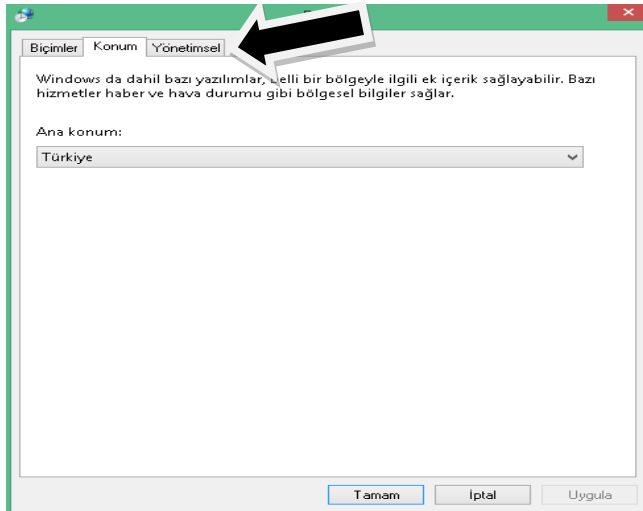 Biçimler Konum Yönetimsel
Windows da dahil bazı yazılımlar, belli bir bölgeyle ilgili ek içerik sağlayabilir. Bazı
hizmetler haber ve hava durumu gibi bölgesel bilgiler sağlar.
Ana konum:
Türkiye
Tamam İptal Uygula